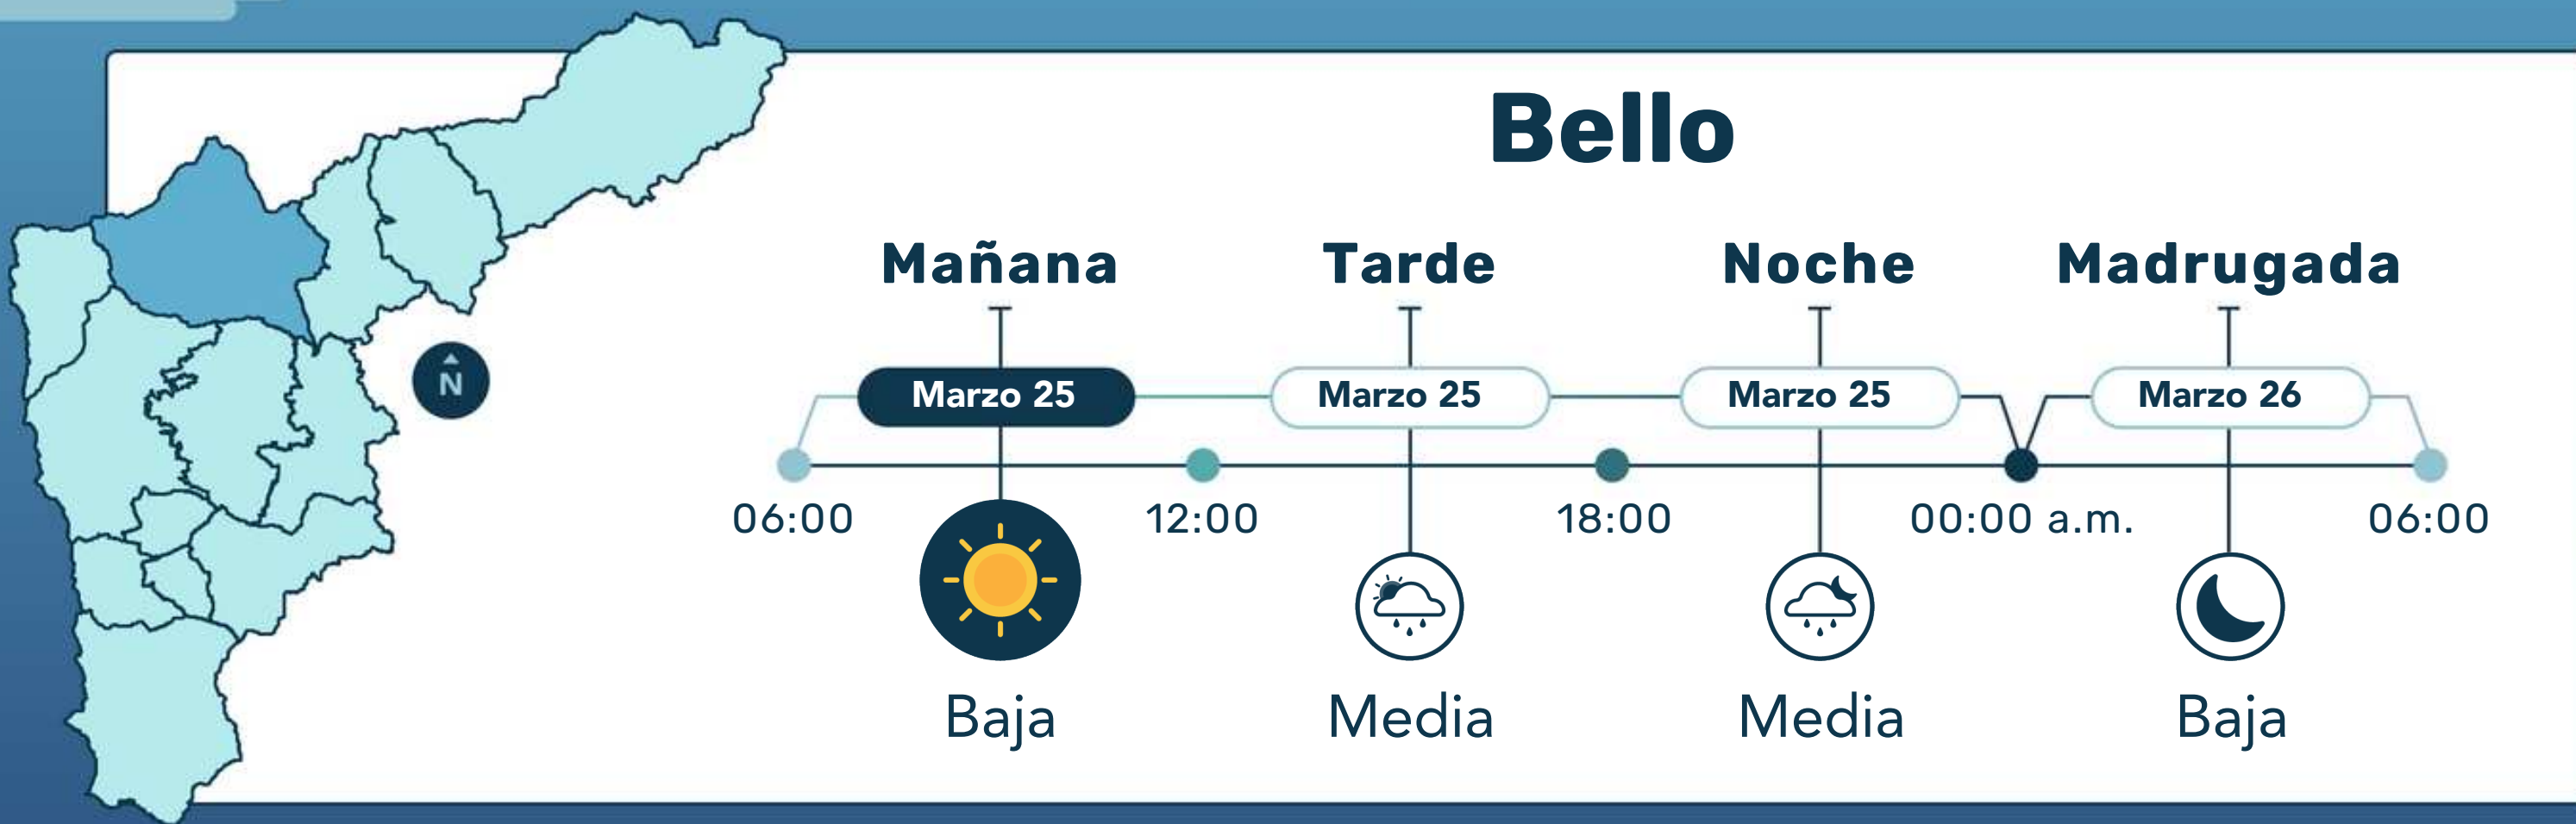 Bello
Mañana Tarde Noche Madrugada
Marzo 25 Marzo 25 Marzo 25 Marzo 26
N
06:00 12:00 18:00 00:00 a.m. 06:00
Baja Media Media Baja